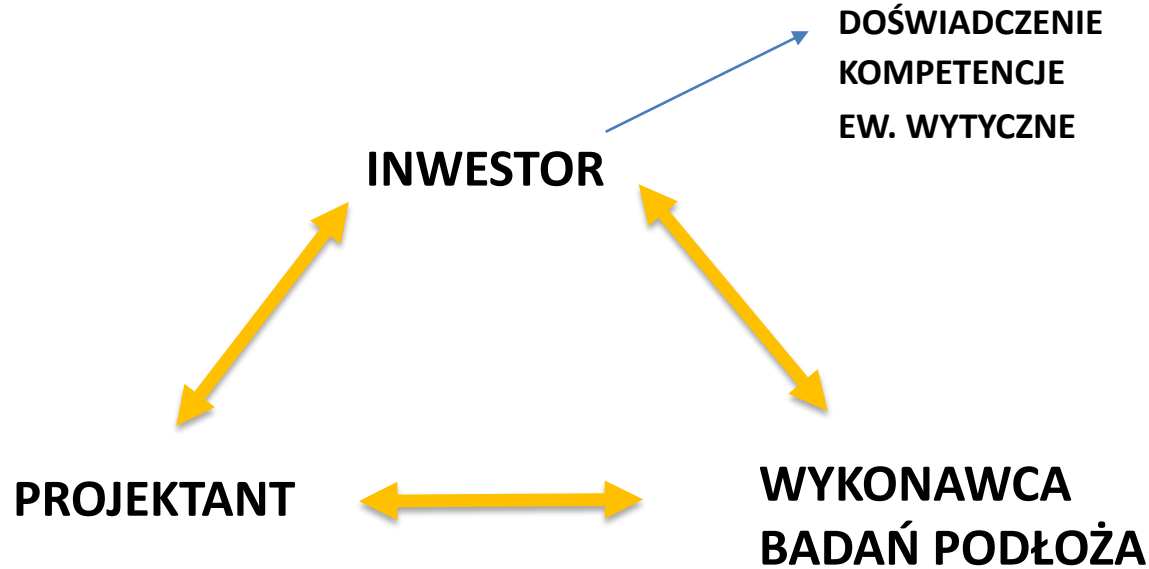 DOŚWIADCZENIE
KOMPETENCJE
EW. WYTYCZNE
INWESTOR
PROJEKTANT
WYKONAWCA
BADAŃ PODŁOŻA